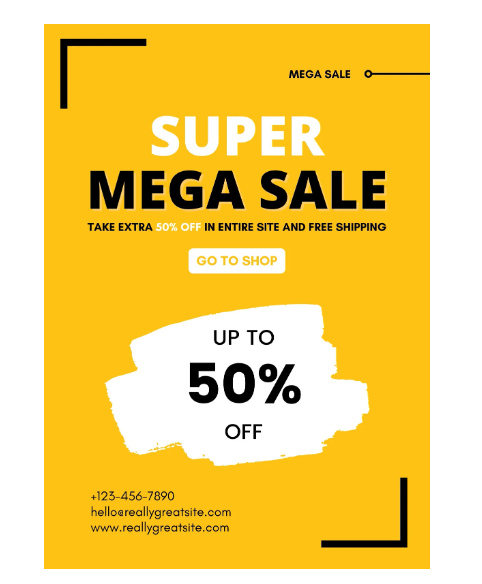 MEGA SALE
SUPER
MEGA SALE
TAKE EXTRA 50% OFF IN ENTIRE SITE AND FREE SHIPPING
GO TO SHOP
UP TO
50%
OFF
+123-456-7890
hello@reallygreatsite.com
www.reallygreatsite.com